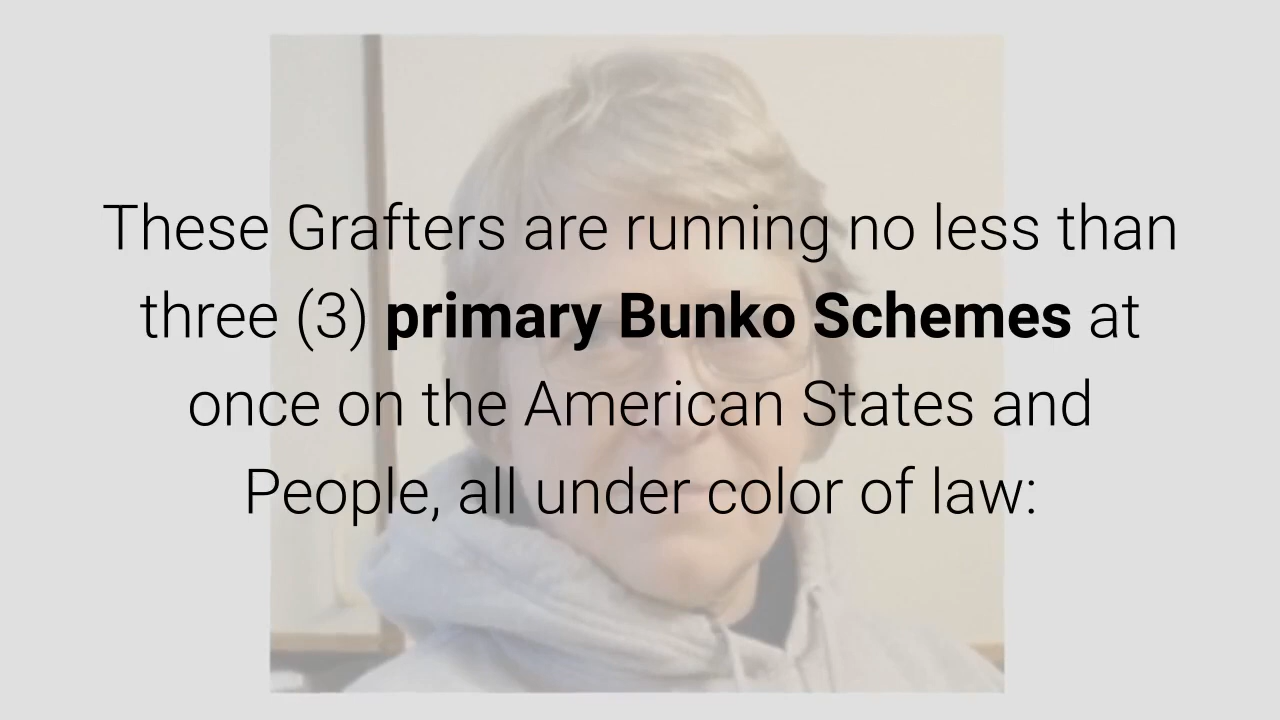 These Grafters are running no less than
three (3) primary Bunko Schemes at
once on the American States and
People, all under color of law: